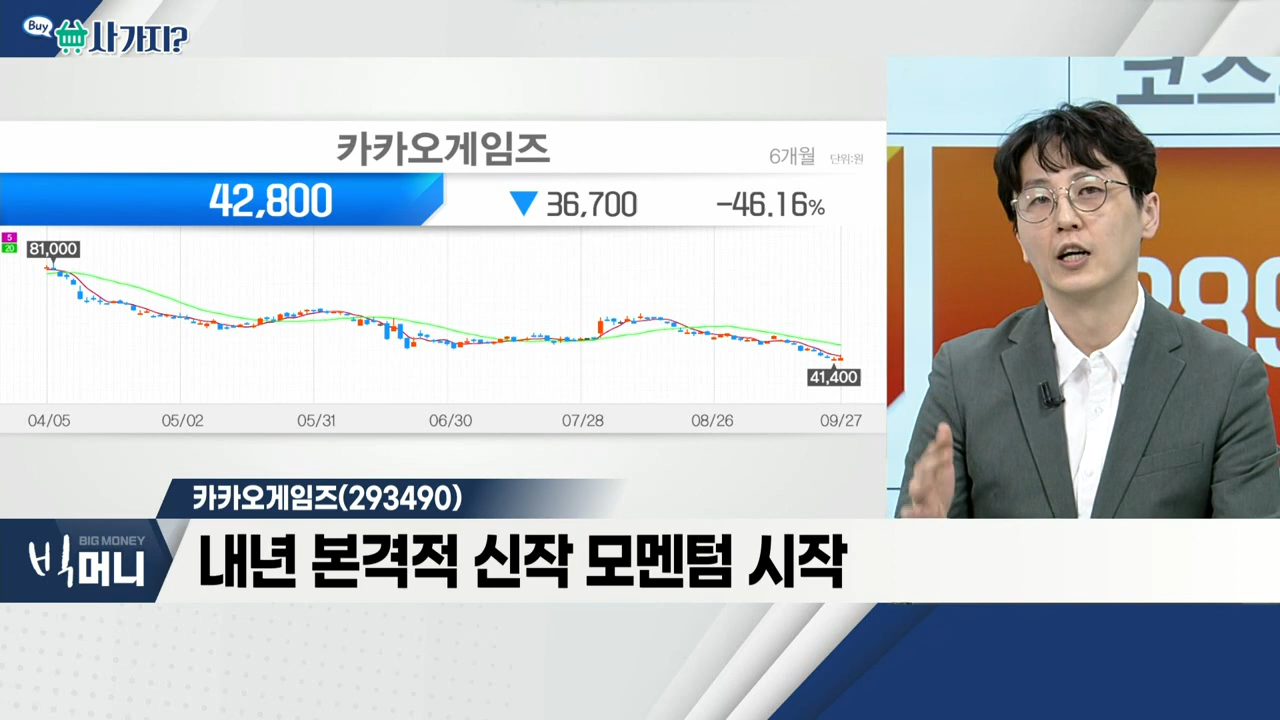 Buy
사가지?
코스
카카오게임즈
6개월 단위:원
42,800 ▼ 36,700 -46.16%
5
20
81,000
41,400
04/05 05/02 05/31 06/30 07/28 08/26 09/27
89
카카오게임즈(293490)
BIG MONEY
빅머니
내년 본격적 신작 모멘텀 시작